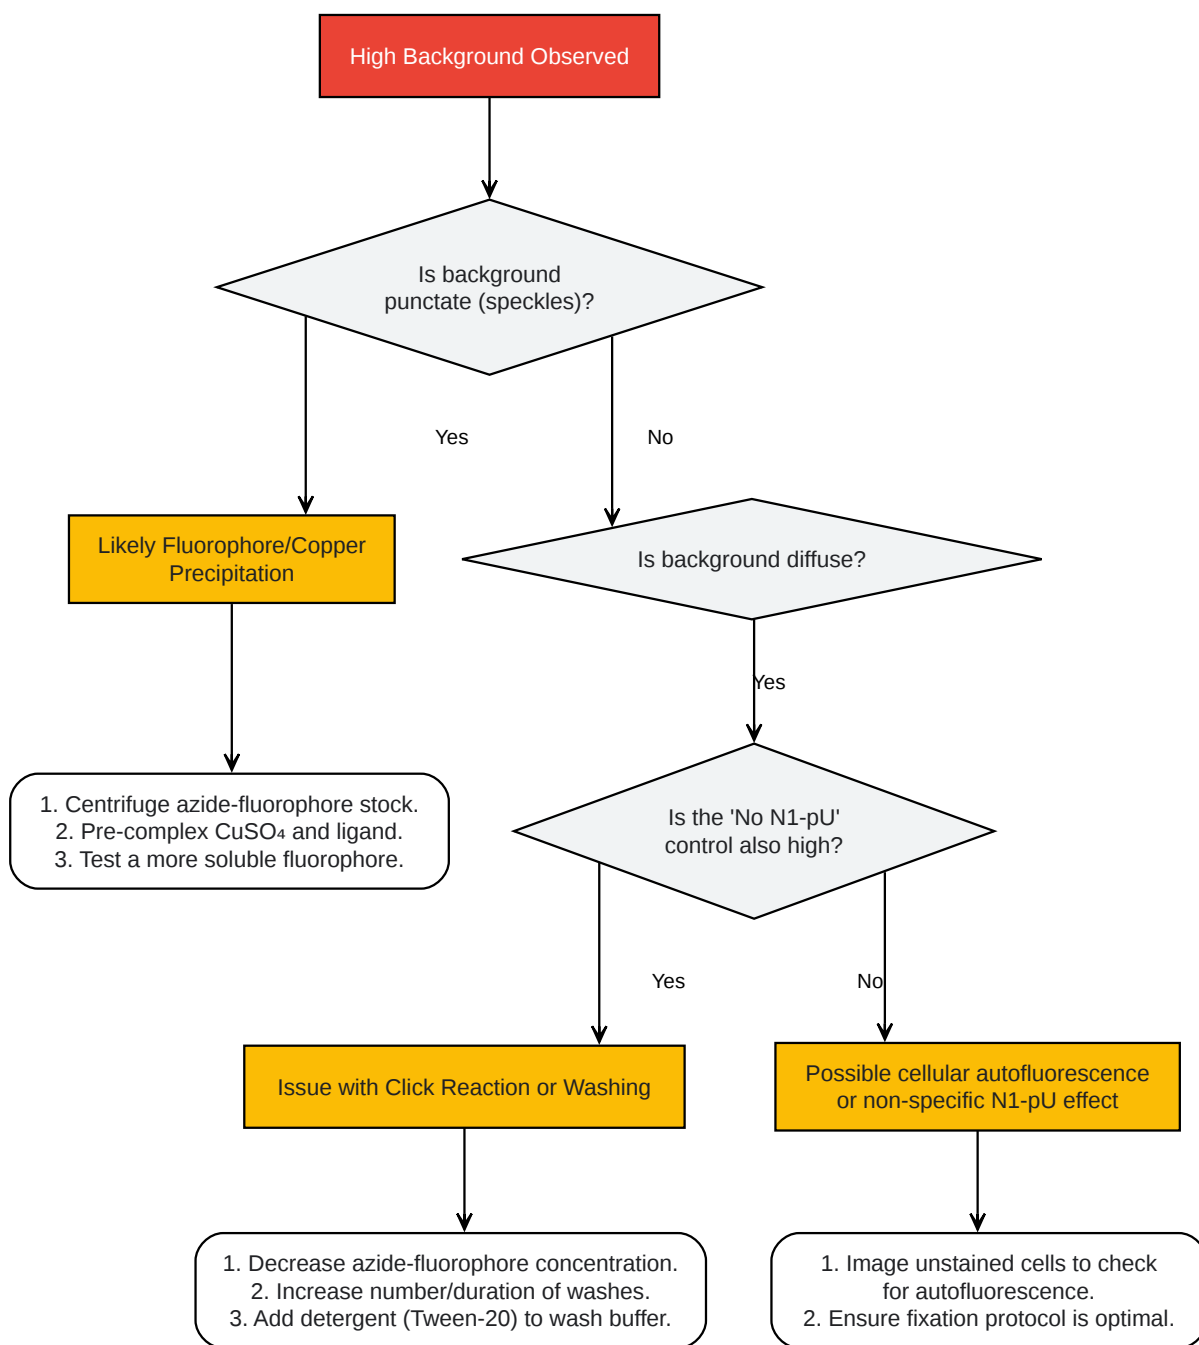 High Background Observed
Is background
punctate (speckles)?
Yes
No
Likely Fluorophore/Copper
Precipitation
Is background diffuse?
Yes
1. Centrifuge azide-fluorophore stock.
2. Pre-complex CuSO₄ and ligand.
3. Test a more soluble fluorophore.
Is the 'No N1-pU'
control also high?
Yes
No
Issue with Click Reaction or Washing
Possible cellular autofluorescence
or non-specific N1-pU effect
1. Decrease azide-fluorophore concentration.
2. Increase number/duration of washes.
3. Add detergent (Tween-20) to wash buffer.
1. Image unstained cells to check
for autofluorescence.
2. Ensure fixation protocol is optimal.